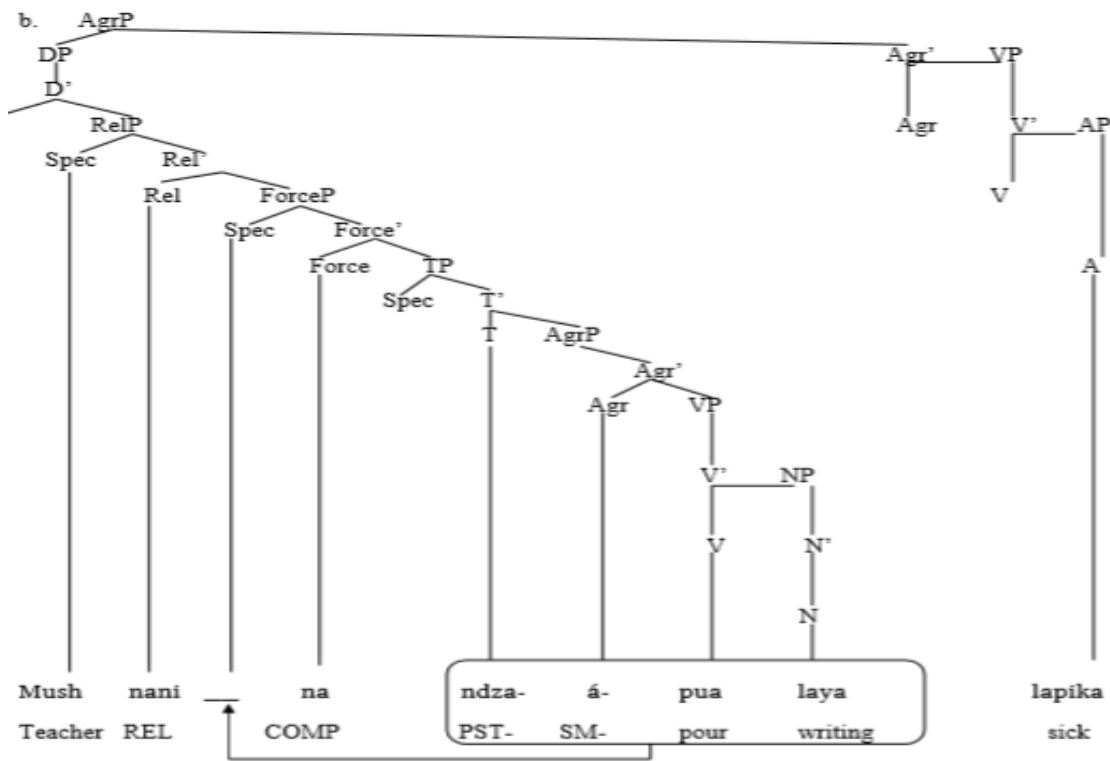 b. AgrP
DP Agr’ VP
D’
RelP Agr V’ AP
Spec Rel’
Rel ForceP V
Spec Force’
Force TP A
Spec T’
T AgrP
Agr’
Agr VP
V’ NP
V N’
N
Mush nani __ na ndza- á- pua laya lapika
Teacher REL COMP PST- SM- pour writing sick